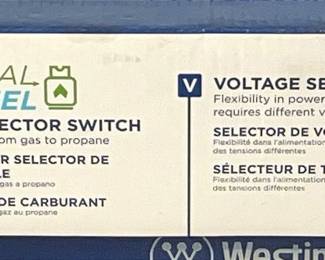 AL
EL
ECTOR SWITCH
om gas to propane
R SELECTOR DE
LE
gas a propano
DE CARBURANT
gaz au propane
V
VOLTAGE SE
Flexibility in power
requires different v
SELECTOR DE VO
Flexibilidad en la alimentación
de tensiones diferentes
SÉLECTEUR DE T
Flexibilité dans l'alimentation
des tensions différentes
W
Westin